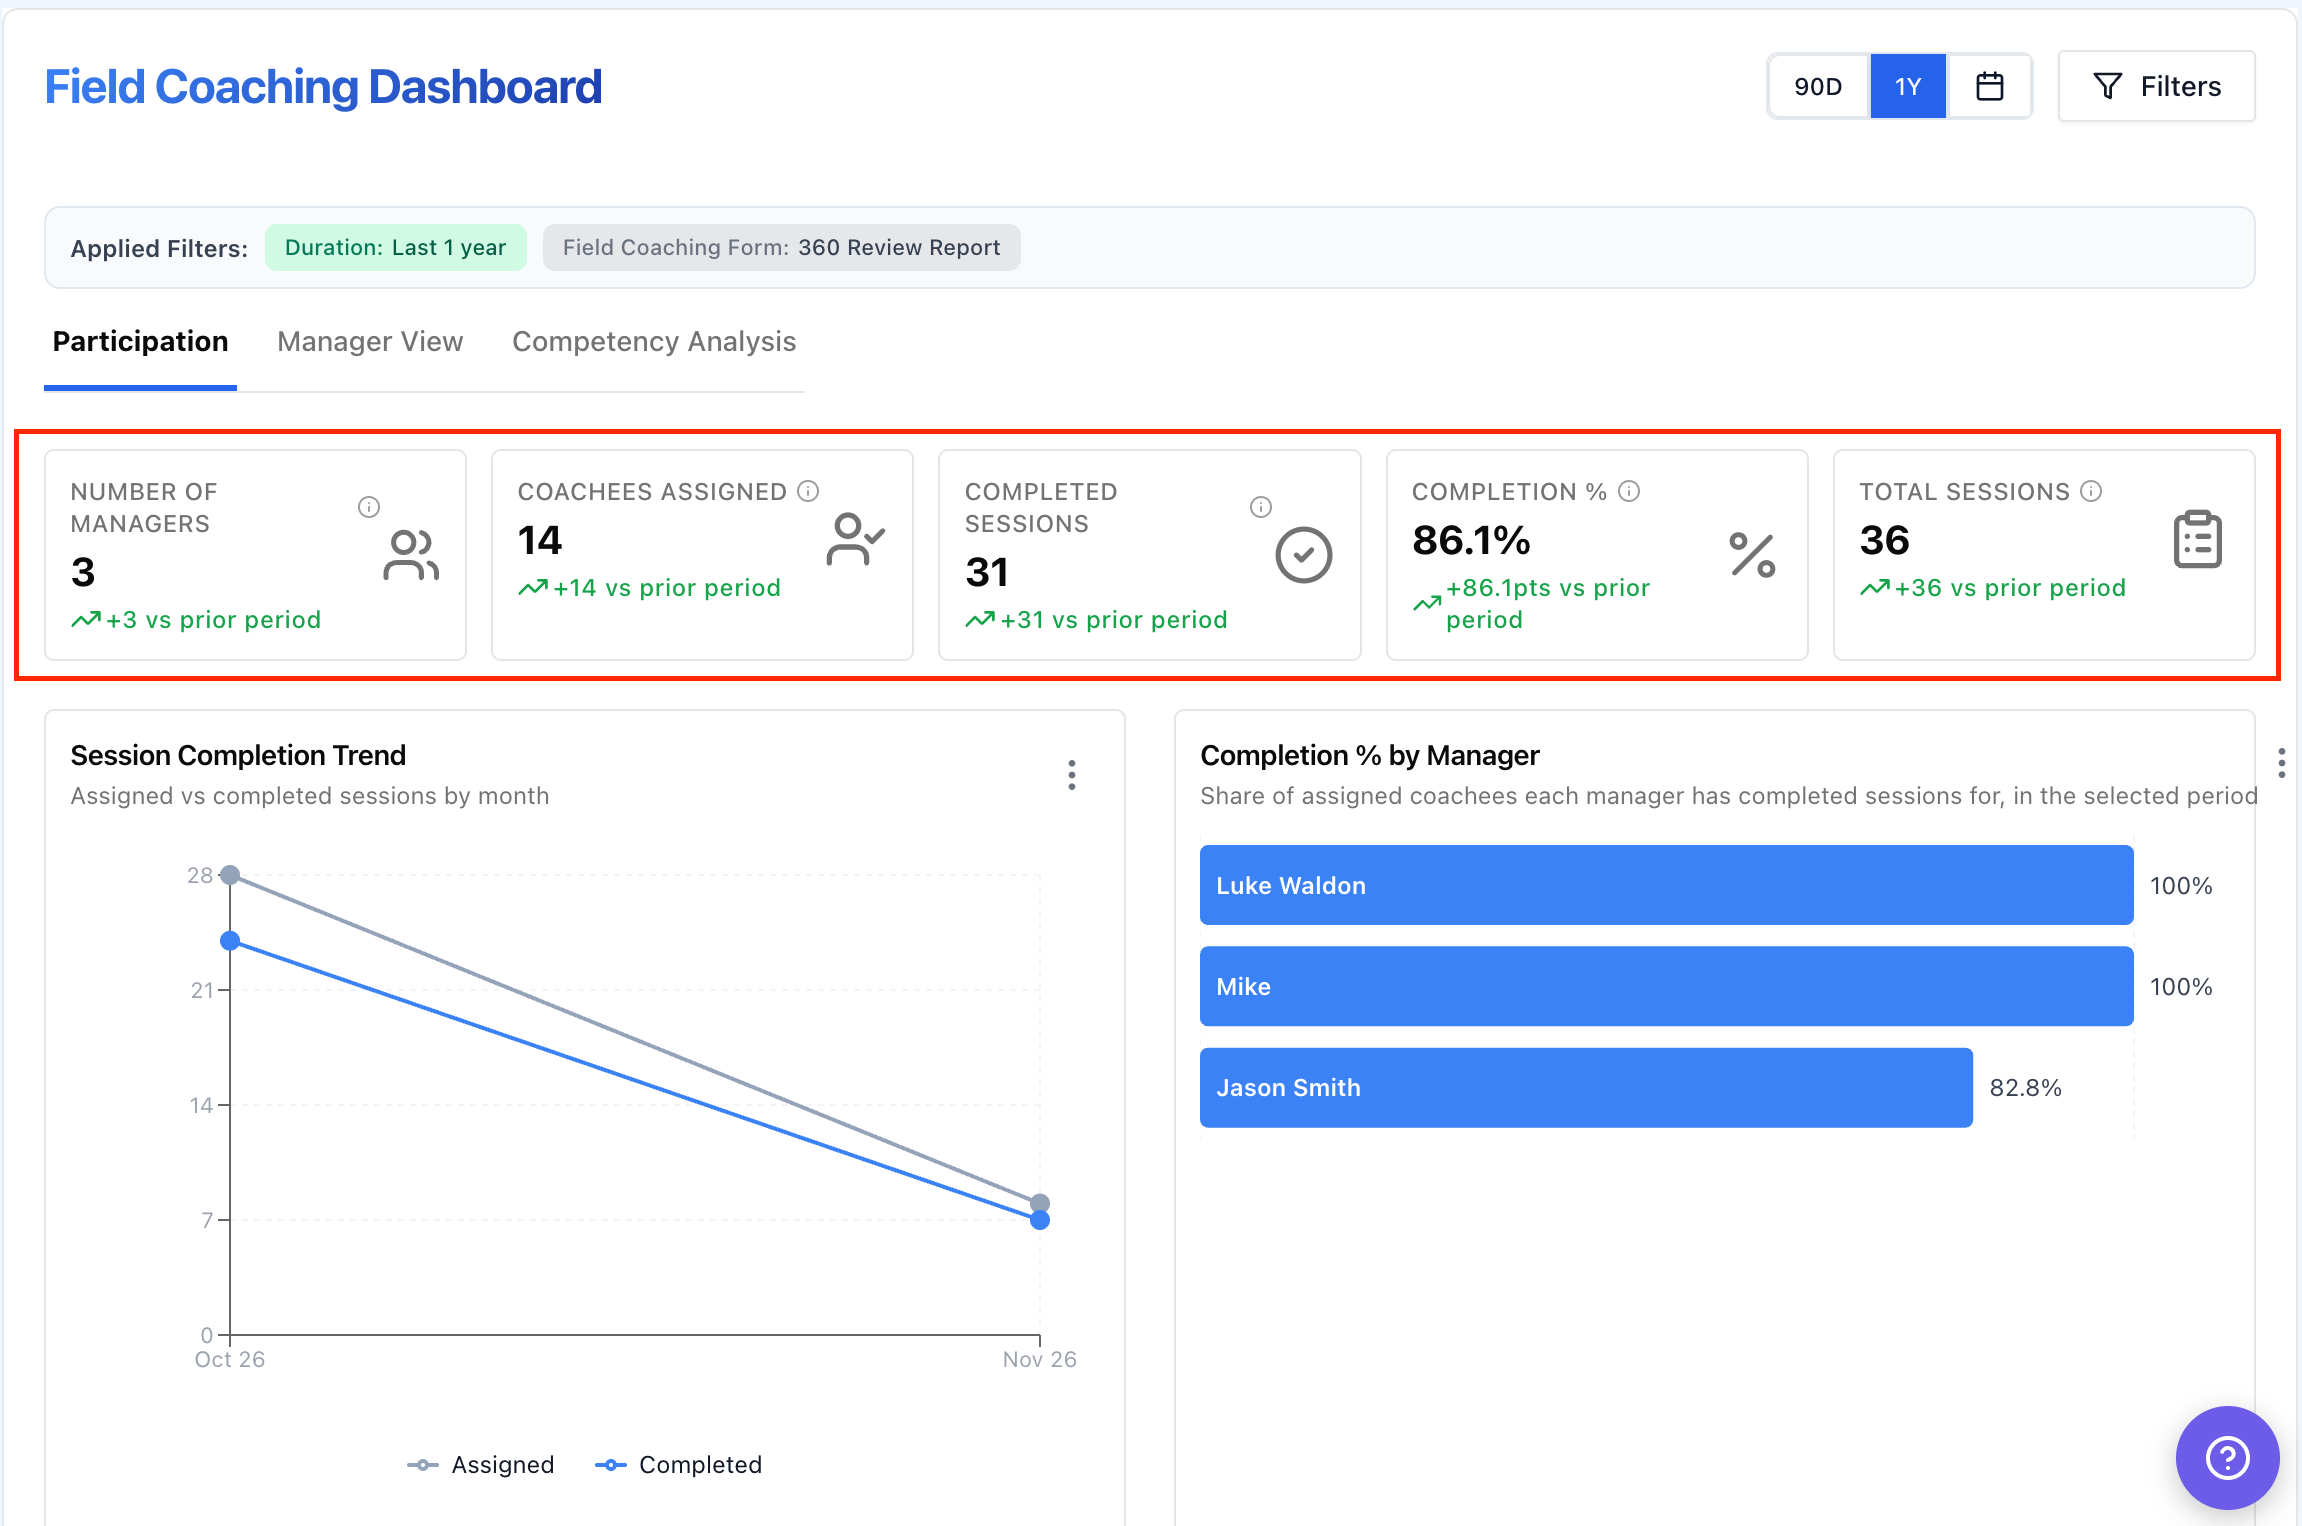 Field Coaching Dashboard
90D
1Y
Filters
Applied Filters:
Duration: Last 1 year
Field Coaching Form: 360 Review Report
Participation
Manager View
Competency Analysis
NUMBER OF
MANAGERS
3
+3 vs prior period
COACHEES ASSIGNED
14
+14 vs prior period
COMPLETED
SESSIONS
31
+31 vs prior period
COMPLETION %
86.1%
+86.1pts vs prior
period
TOTAL SESSIONS
36
+36 vs prior period
Session Completion Trend
Assigned vs completed sessions by month
28
21
14
7
0
Oct 26
Nov 26
Assigned
Completed
Completion % by Manager
Share of assigned coachees each manager has completed sessions for, in the selected period
Luke Waldon
100%
Mike
100%
Jason Smith
82.8%